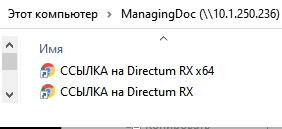 Этот компьютер > ManagingDoc (\\10.1.250.236)
Имя
ССЫЛКА на Directum RX x64
ССЫЛКА на Directum RX